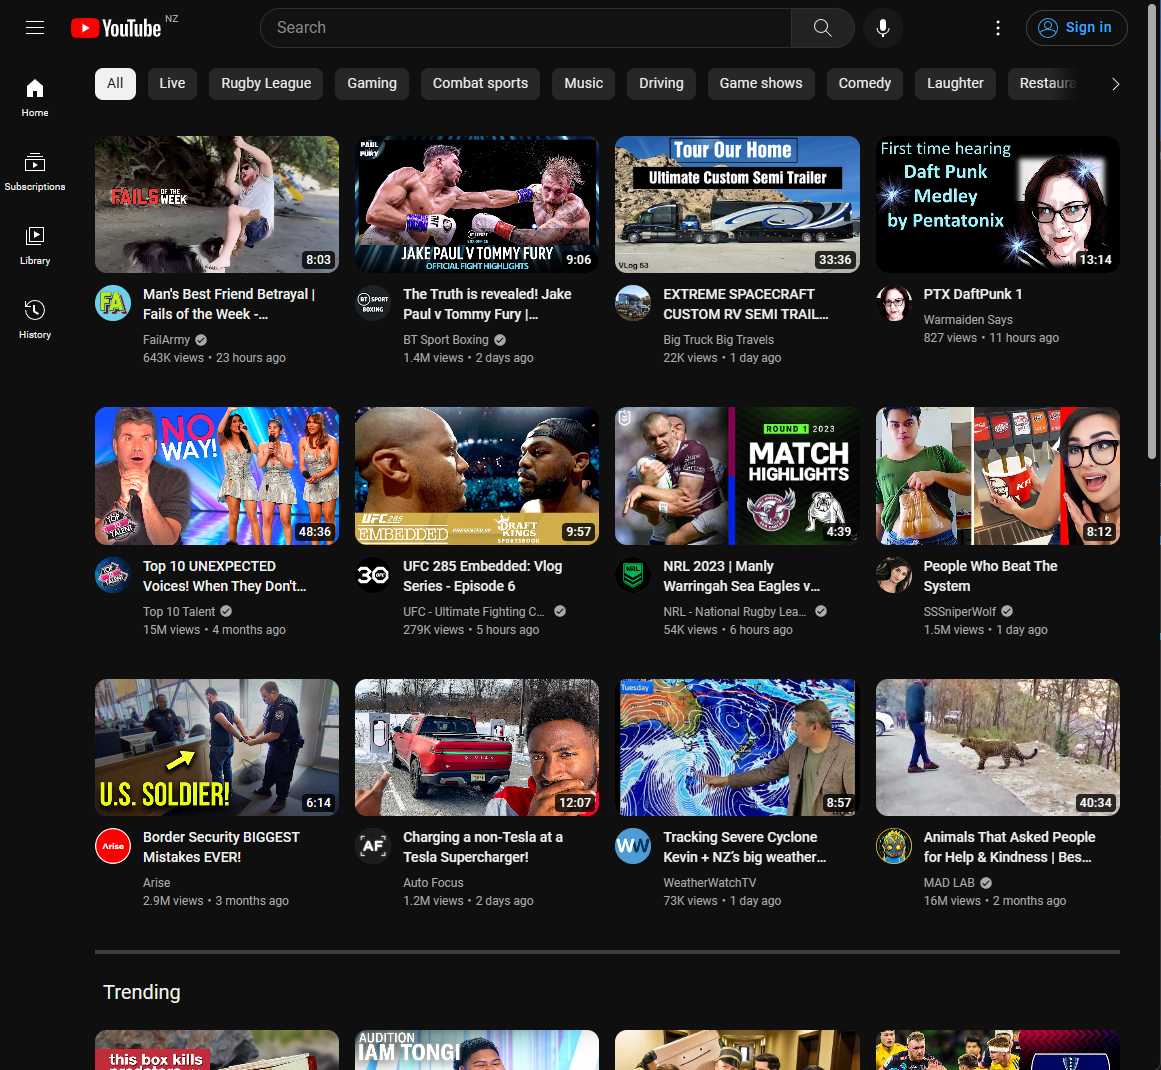 YouTube NZ
Search
Sign in
Home
Subscriptions
Library
History
All
Live
Rugby League
Gaming
Combat sports
Music
Driving
Game shows
Comedy
Laughter
Restaura
FAILS OF THE WEEK
8:03
Man's Best Friend Betrayal |
Fails of the Week -...
FailArmy
643K views • 23 hours ago
PAUL
FURY
BT SPORT
BOX OFFICE
JAKE PAUL V TOMMY FURY
OFFICIAL FIGHT HIGHLIGHTS
9:06
BT SPORT
BOXING
The Truth is revealed! Jake
Paul v Tommy Fury |...
BT Sport Boxing
1.4M views • 2 days ago
Tour Our Home
Ultimate Custom Semi Trailer
VLog 53
33:36
EXTREME SPACECRAFT
CUSTOM RV SEMI TRAIL...
Big Truck Big Travels
22K views • 1 day ago
First time hearing
Daft Punk
Medley
by Pentatonix
13:14
PTX DaftPunk 1
Warmaiden Says
827 views • 11 hours ago
NO
WAY!
TOP 10
TALENT
48:36
Top 10 UNEXPECTED
Voices! When They Don't...
Top 10 Talent
15M views • 4 months ago
UFC 285
EMBEDDED
PRESENTED BY
DRAFT
KINGS
SPORTSBOOK
9:57
30
UFC 285 Embedded: Vlog
Series - Episode 6
UFC - Ultimate Fighting C...
279K views • 5 hours ago
ROUND 1 2023
MATCH
HIGHLIGHTS
4:39
NRL
NRL 2023 | Manly
Warringah Sea Eagles v...
NRL - National Rugby Lea...
54K views • 6 hours ago
KFC
8:12
People Who Beat The
System
SSSniperWolf
1.5M views • 1 day ago
U.S. SOLDIER!
6:14
Arise
Border Security BIGGEST
Mistakes EVER!
Arise
2.9M views • 3 months ago
12:07
AF
Charging a non-Tesla at a
Tesla Supercharger!
Auto Focus
1.2M views • 2 days ago
Tuesday
8:57
WW
Tracking Severe Cyclone
Kevin + NZ's big weather...
WeatherWatchTV
73K views • 1 day ago
40:34
Animals That Asked People
for Help & Kindness | Bes...
MAD LAB
16M views • 2 months ago
Trending
this box kills
predators
AUDITION
IAM TONGI